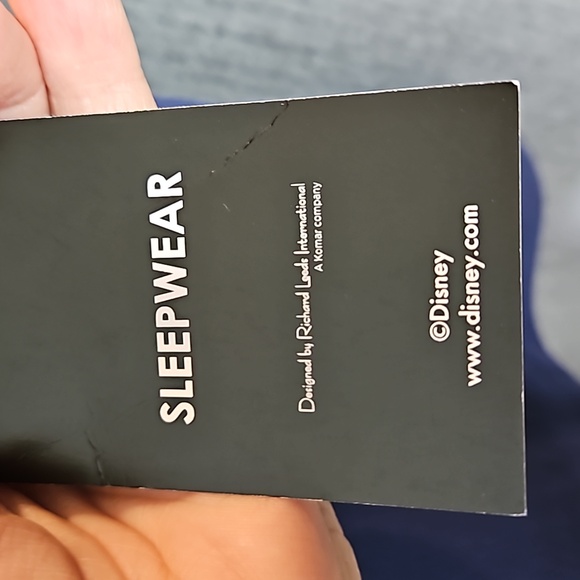 SLEEPWEAR
Designed by Richard Leeds International
A Komar company
©Disney
www.disney.com